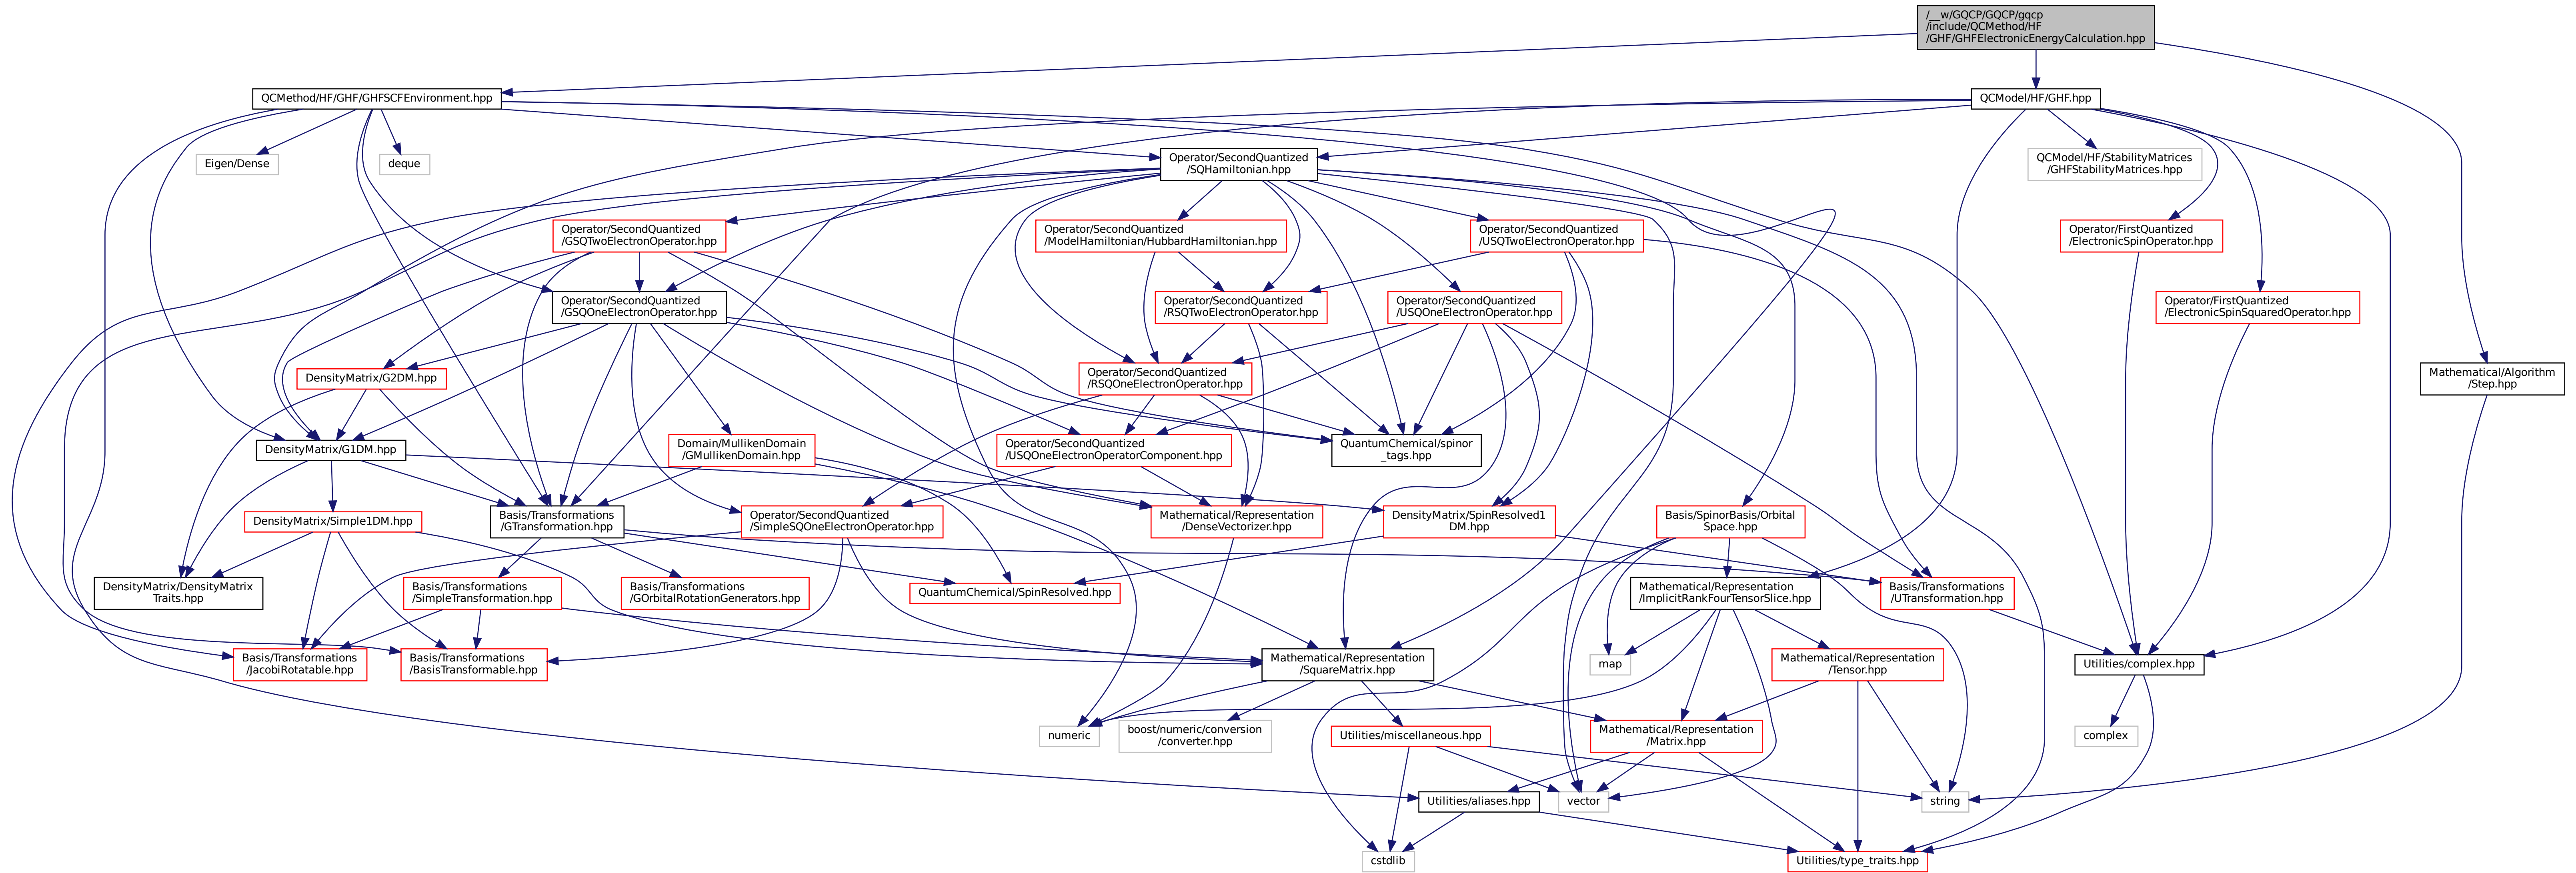 /__w/GQCP/GQCP/gqcp
/include/QCMethod/HF
/GHF/GHFElectronicEnergyCalculation.hpp
QCMethod/HF/GHF/GHFSCFEnvironment.hpp
QCModel/HF/GHF.hpp
Eigen/Dense
deque
Operator/SecondQuantized
/SQHamiltonian.hpp
QCModel/HF/StabilityMatrices
/GHFStabilityMatrices.hpp
Operator/SecondQuantized
/GSQTwoElectronOperator.hpp
Operator/SecondQuantized
/ModelHamiltonian/HubbardHamiltonian.hpp
Operator/SecondQuantized
/USQTwoElectronOperator.hpp
Operator/FirstQuantized
/ElectronicSpinOperator.hpp
Operator/SecondQuantized
/GSQOneElectronOperator.hpp
Operator/SecondQuantized
/RSQTwoElectronOperator.hpp
Operator/SecondQuantized
/USQOneElectronOperator.hpp
Operator/FirstQuantized
/ElectronicSpinSquaredOperator.hpp
DensityMatrix/G2DM.hpp
Operator/SecondQuantized
/RSQOneElectronOperator.hpp
Mathematical/Algorithm
/Step.hpp
DensityMatrix/G1DM.hpp
Domain/MullikenDomain
/GMullikenDomain.hpp
Operator/SecondQuantized
/USQOneElectronOperatorComponent.hpp
QuantumChemical/spinor
_tags.hpp
DensityMatrix/Simple1DM.hpp
Basis/Transformations
/GTransformation.hpp
Operator/SecondQuantized
/SimpleSQOneElectronOperator.hpp
Mathematical/Representation
/DenseVectorizer.hpp
DensityMatrix/SpinResolved1
DM.hpp
Basis/SpinorBasis/Orbital
Space.hpp
DensityMatrix/DensityMatrix
Traits.hpp
Basis/Transformations
/SimpleTransformation.hpp
Basis/Transformations
/GOrbitalRotationGenerators.hpp
QuantumChemical/SpinResolved.hpp
Mathematical/Representation
/ImplicitRankFourTensorSlice.hpp
Basis/Transformations
/UTransformation.hpp
Basis/Transformations
/JacobiRotatable.hpp
Basis/Transformations
/BasisTransformable.hpp
Mathematical/Representation
/SquareMatrix.hpp
map
Mathematical/Representation
/Tensor.hpp
Utilities/complex.hpp
numeric
boost/numeric/conversion
/converter.hpp
Utilities/miscellaneous.hpp
Mathematical/Representation
/Matrix.hpp
complex
Utilities/aliases.hpp
vector
string
cstdlib
Utilities/type_traits.hpp